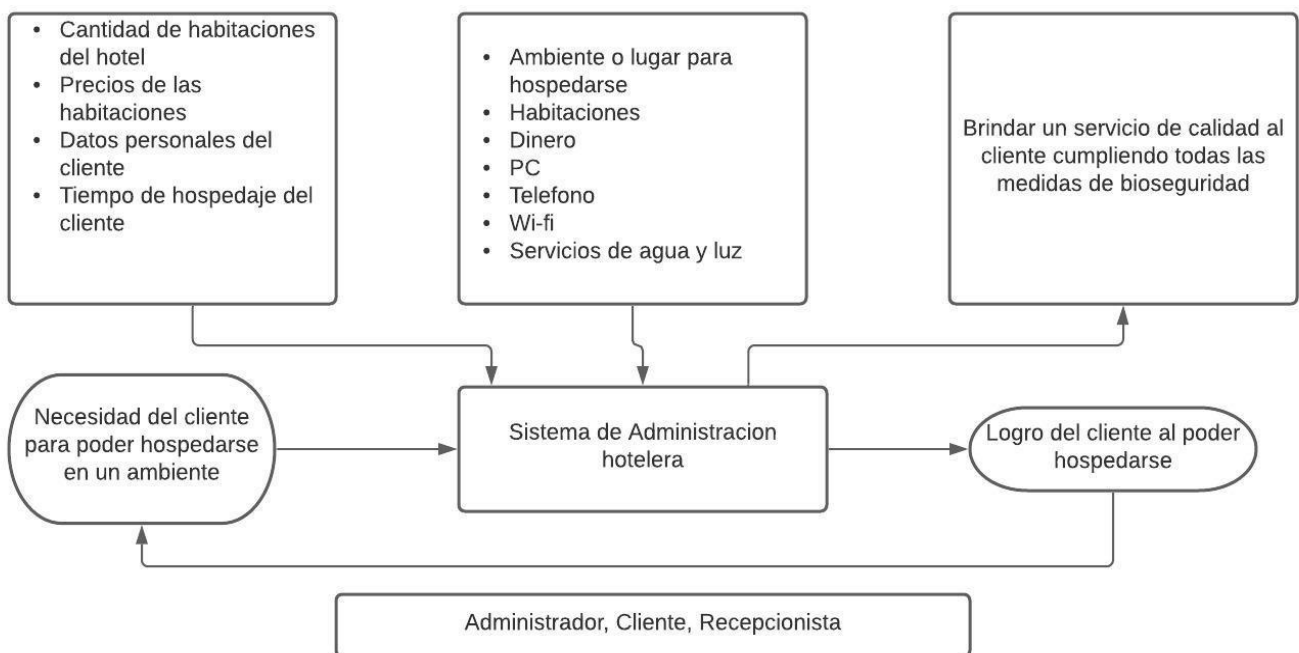 • Cantidad de habitaciones
del hotel
• Precios de las
habitaciones
• Datos personales del
cliente
• Tiempo de hospedaje del
cliente
• Ambiente o lugar para
hospedarse
• Habitaciones
• Dinero
• PC
• Telefono
• Wi-fi
• Servicios de agua y luz
Brindar un servicio de calidad al
cliente cumpliendo todas las
medidas de bioseguridad
Necesidad del cliente
para poder hospedarse
en un ambiente
Sistema de Administracion
hotelera
Logro del cliente al poder
hospedarse
Administrador, Cliente, Recepcionista